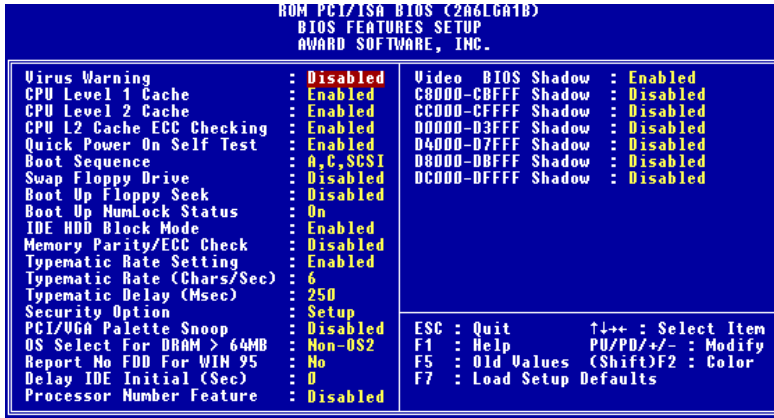 ROM PCI/ISA BIOS (2A6LGA1B)
BIOS FEATURES SETUP
AWARD SOFTWARE, INC.
Virus Warning : Disabled
CPU Level 1 Cache : Enabled
CPU Level 2 Cache : Enabled
CPU L2 Cache ECC Checking : Enabled
Quick Power On Self Test : Enabled
Boot Sequence : A,C,SCSI
Swap Floppy Drive : Disabled
Boot Up Floppy Seek : Disabled
Boot Up NumLock Status : On
IDE HDD Block Mode : Enabled
Memory Parity/ECC Check : Disabled
Typematic Rate Setting : Enabled
Typematic Rate (Chars/Sec) : 6
Typematic Delay (Msec) : 250
Security Option : Setup
PCI/VGA Palette Snoop : Disabled
OS Select For DRAM > 64MB : Non-OS2
Report No FDD For WIN 95 : No
Delay IDE Initial (Sec) : 0
Processor Number Feature : Disabled
Video BIOS Shadow : Enabled
C8000-CBFFF Shadow : Disabled
CC000-CFFFF Shadow : Disabled
D0000-D3FFF Shadow : Disabled
D4000-D7FFF Shadow : Disabled
D8000-DBFFF Shadow : Disabled
DC000-DFFFF Shadow : Disabled
ESC : Quit ↑↓→← : Select Item
F1 : Help PU/PD/+/- : Modify
F5 : Old Values (Shift)F2 : Color
F7 : Load Setup Defaults